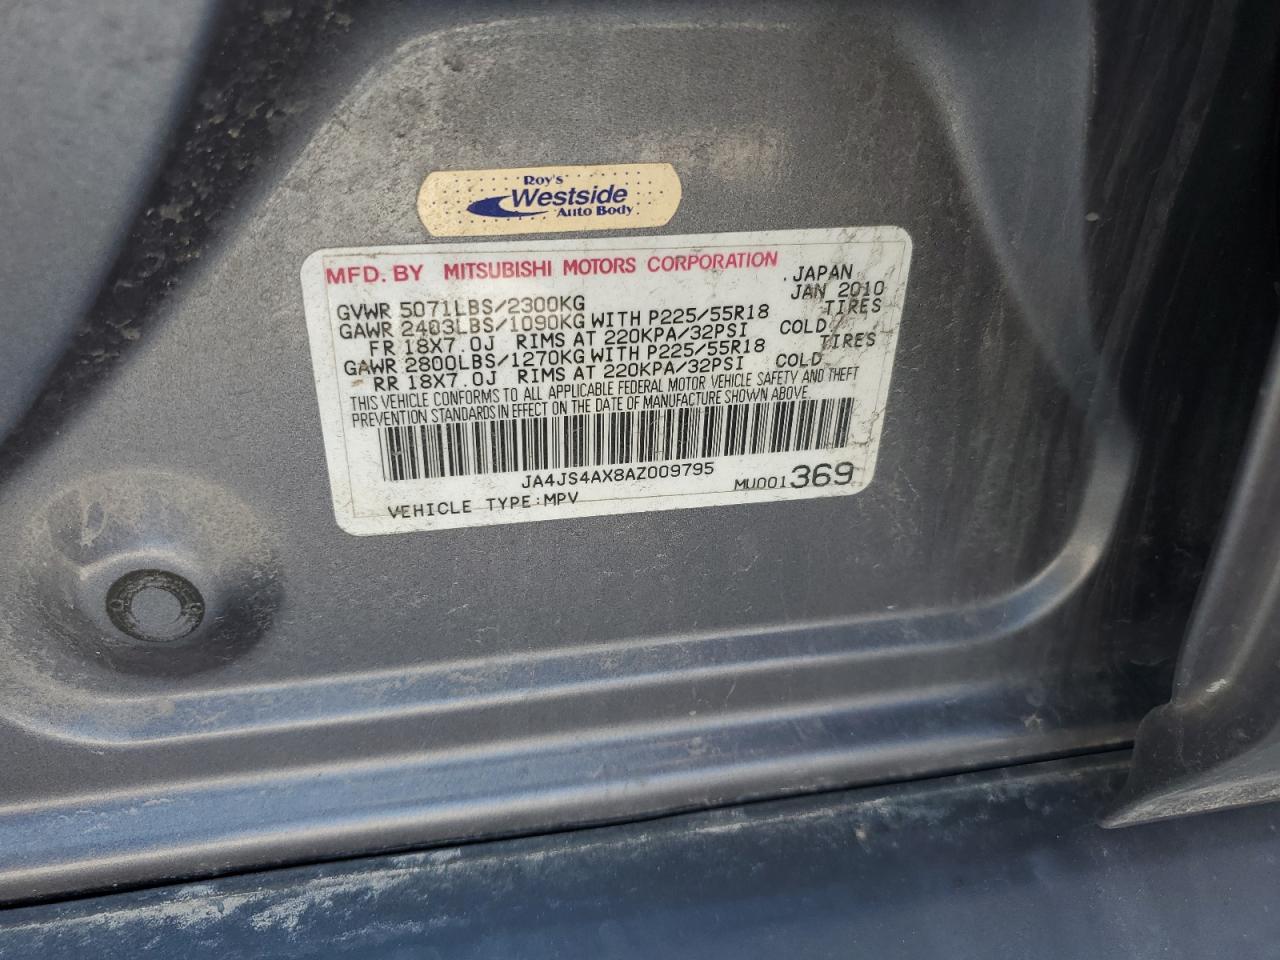 Roy's
Westside
Auto Body
MFD. BY MITSUBISHI MOTORS CORPORATION
JAPAN
JAN 2010
GVWR 5071LBS/2300KG
GAWR 2403LBS/1090KG WITH P225/55R18 TIRES
FR 18X7.0J RIMS AT 220KPA/32PSI COLD
GAWR 2800LBS/1270KG WITH P225/55R18 TIRES
RR 18X7.0J RIMS AT 220KPA/32PSI COLD
THIS VEHICLE CONFORMS TO ALL APPLICABLE FEDERAL MOTOR VEHICLE SAFETY AND THEFT
PREVENTION STANDARDS IN EFFECT ON THE DATE OF MANUFACTURE SHOWN ABOVE.
JA4JS4AX8AZ009795
VEHICLE TYPE:MPV
MU001369